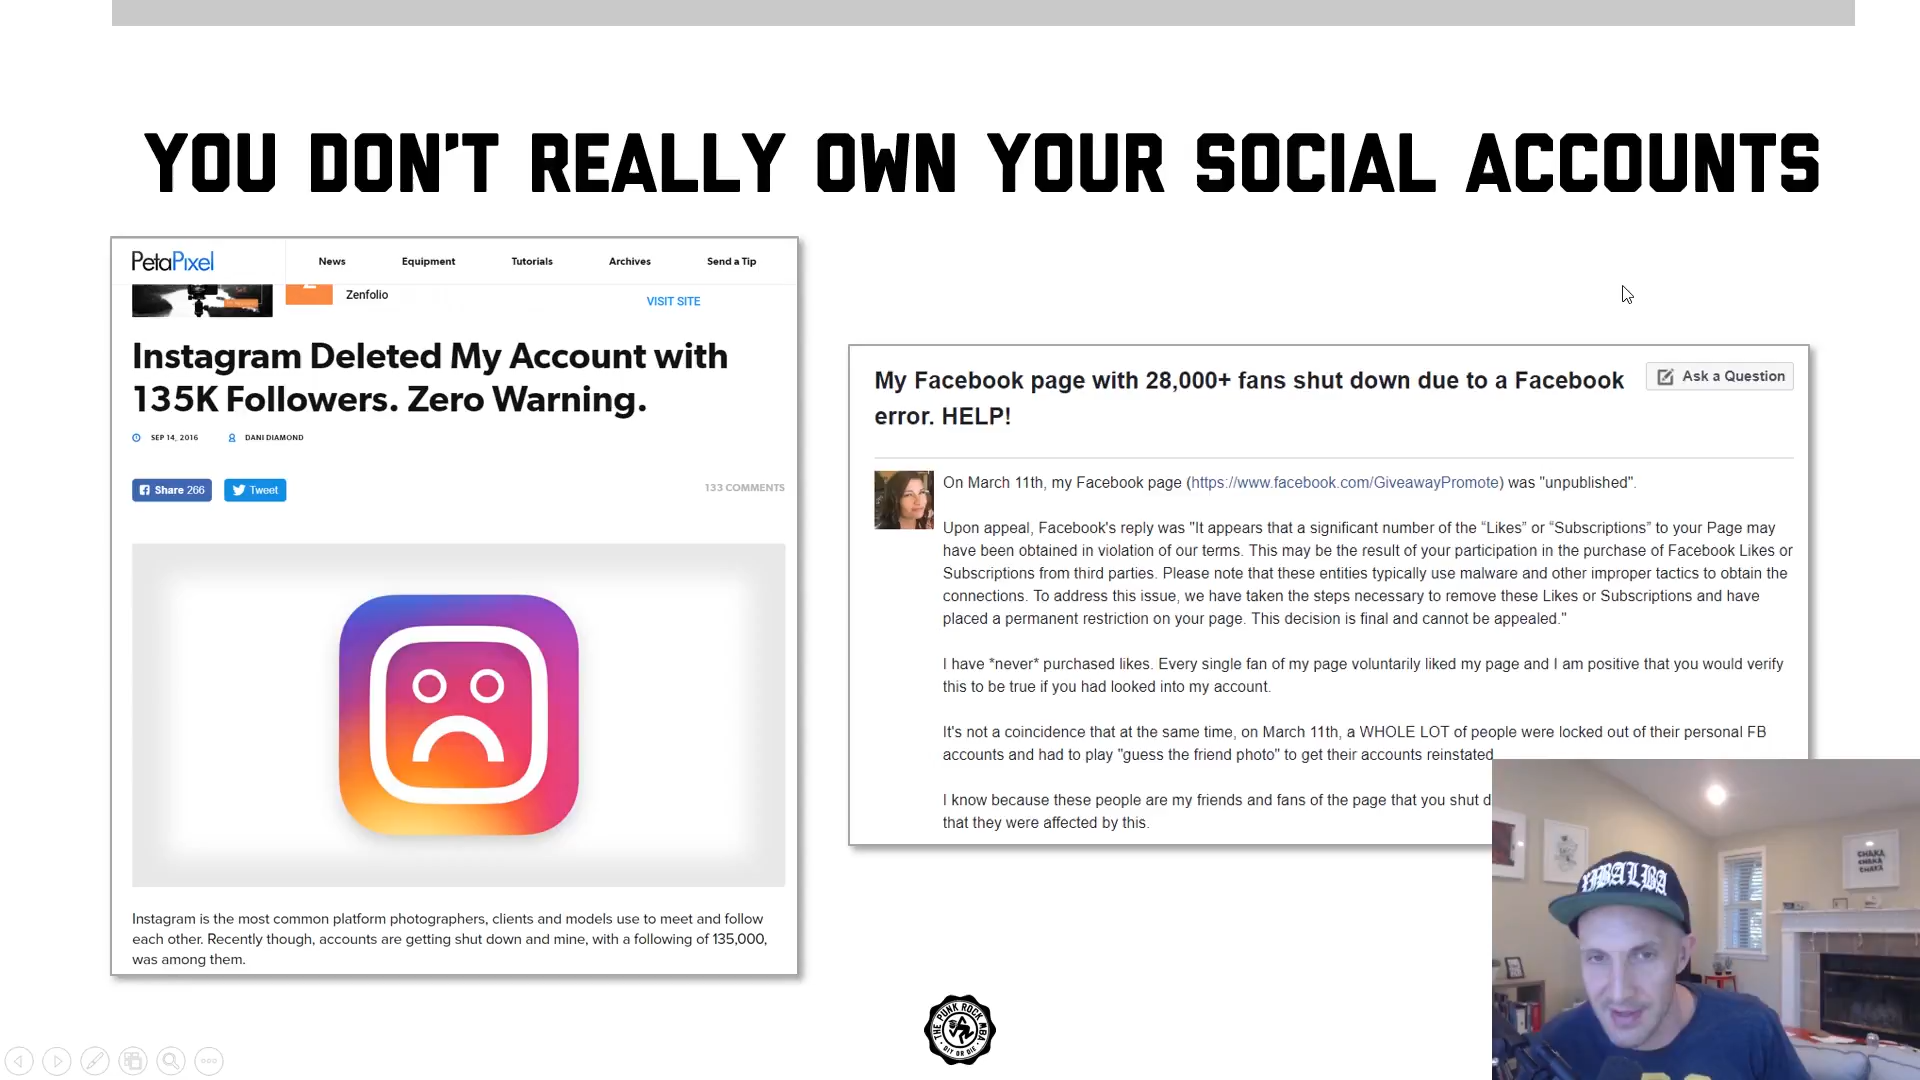 YOU DON'T REALLY OWN YOUR SOCIAL ACCOUNTS
PetaPixel
News
Equipment
Tutorials
Archives
Send a Tip
Zenfolio
VISIT SITE
Instagram Deleted My Account with
135K Followers. Zero Warning.
SEP 14, 2016
DANI DIAMOND
Share 266
Tweet
133 COMMENTS
Instagram is the most common platform photographers, clients and models use to meet and follow
each other. Recently though, accounts are getting shut down and mine, with a following of 135,000,
was among them.
My Facebook page with 28,000+ fans shut down due to a Facebook
error. HELP!
Ask a Question
On March 11th, my Facebook page (https://www.facebook.com/GiveawayPromote) was "unpublished".
Upon appeal, Facebook's reply was "It appears that a significant number of the “Likes” or “Subscriptions” to your Page may
have been obtained in violation of our terms. This may be the result of your participation in the purchase of Facebook Likes or
Subscriptions from third parties. Please note that these entities typically use malware and other improper tactics to obtain the
connections. To address this issue, we have taken the steps necessary to remove these Likes or Subscriptions and have
placed a permanent restriction on your page. This decision is final and cannot be appealed."
I have *never* purchased likes. Every single fan of my page voluntarily liked my page and I am positive that you would verify
this to be true if you had looked into my account.
It's not a coincidence that at the same time, on March 11th, a WHOLE LOT of people were locked out of their personal FB
accounts and had to play "guess the friend photo" to get their accounts reinstated
I know because these people are my friends and fans of the page that you shut d
that they were affected by this.
XIBALBA
CHAKA
CHAKA
CHAKA
THE PUNK ROCK MBA
DIY OR DIE